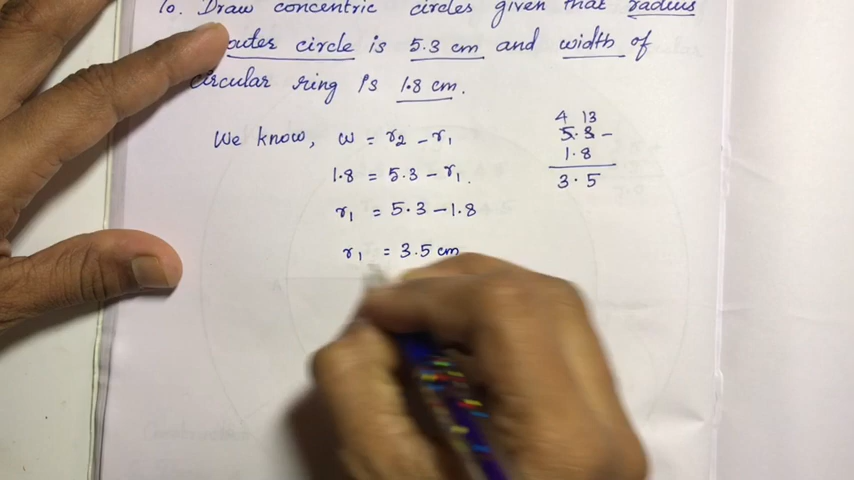 10. Draw concentric circles given that radius
outer circle is 5.3 cm and width of
circular ring is 1.8 cm.
We know, w = r₂ - r₁
1.8 = 5.3 - r₁.
r₁ = 5.3 - 1.8
r₁ = 3.5 cm
4 13
5.3 -
1.8
3.5